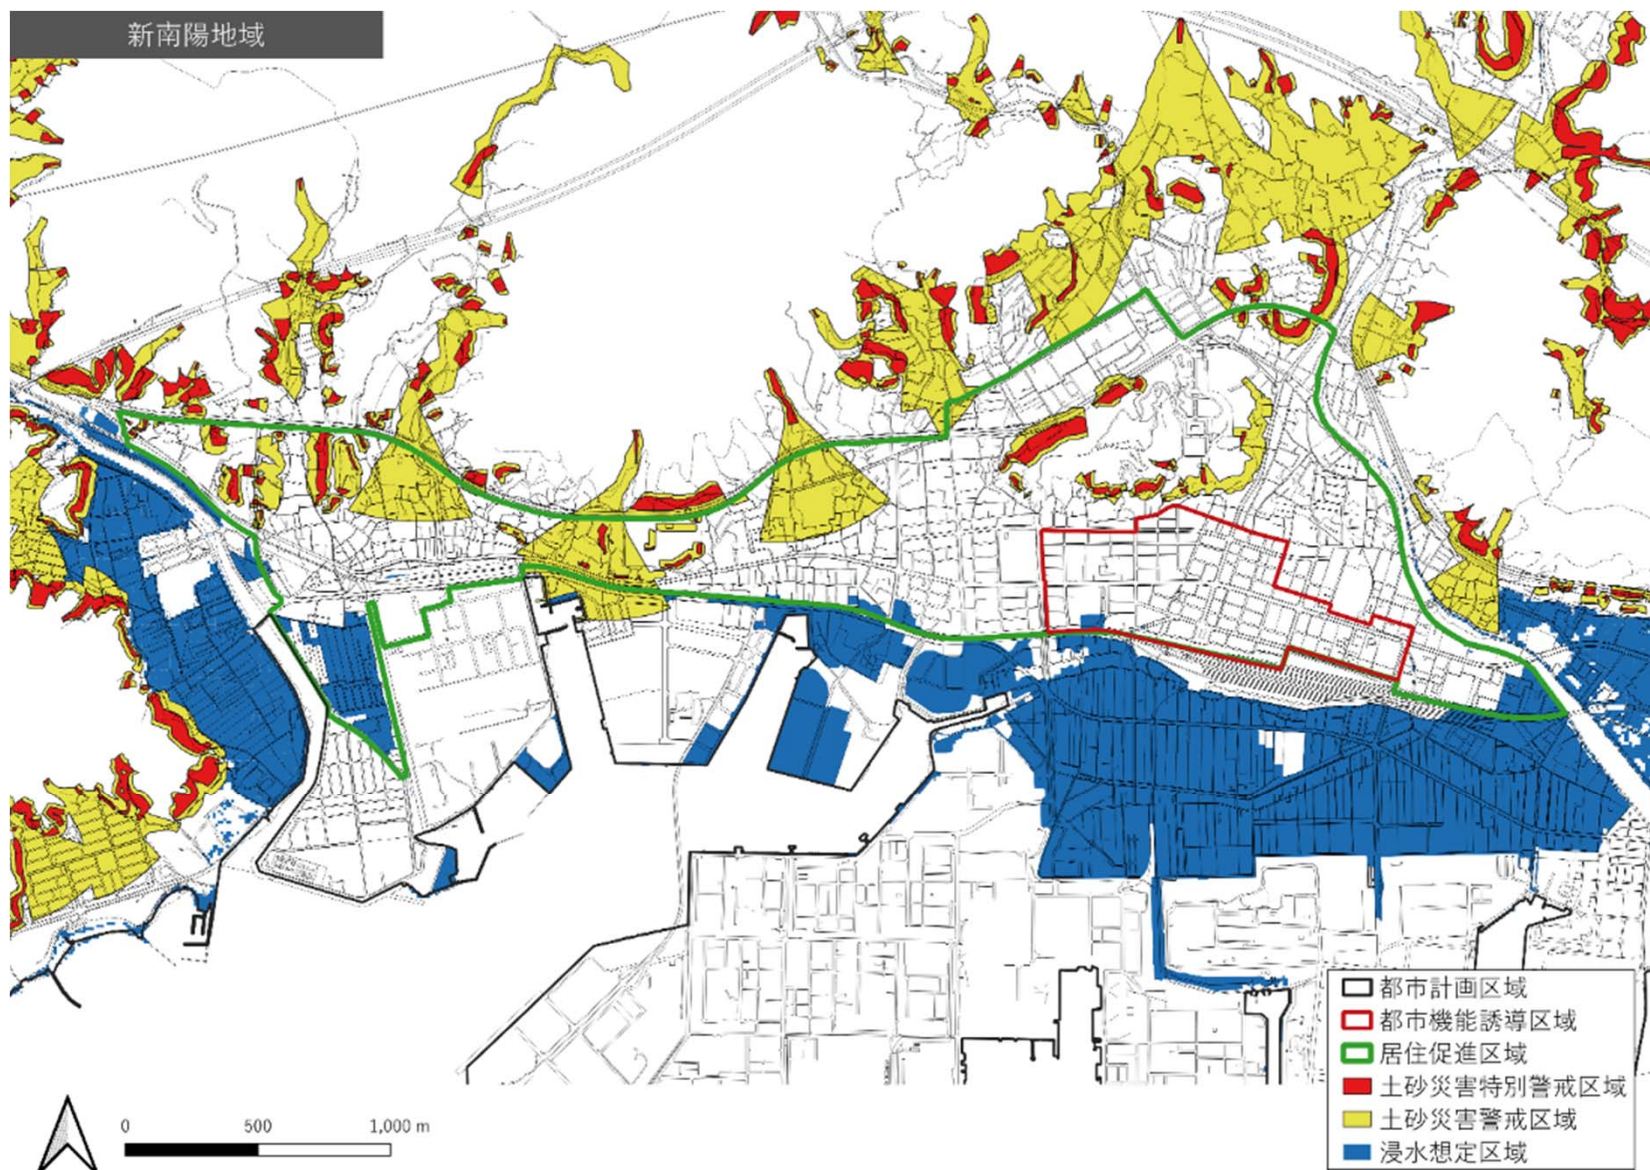 新南陽地域
都市計画区域
都市機能誘導区域
居住促進区域
土砂災害特別警戒区域
土砂災害警戒区域
浸水想定区域
0 500 1,000 m